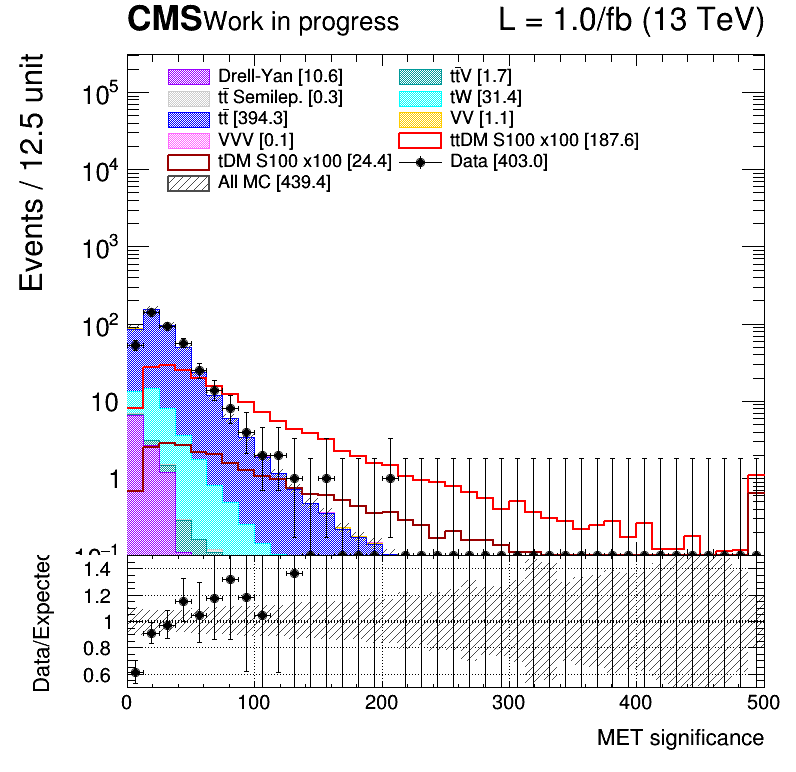 CMS Work in progress L = 1.0/fb (13 TeV)
Events / 12.5 unit
Drell-Yan [10.6] tt̄V [1.7]
tt̄ Semilep. [0.3] tW [31.4]
tt̄ [394.3] VV [1.1]
VVV [0.1] ttDM S100 x100 [187.6]
tDM S100 x100 [24.4] Data [403.0]
All MC [439.4]
10⁵
10⁴
10³
10²
10
1
10⁻¹
Data/Expected
1.4
1.2
1
0.8
0.6
0 100 200 300 400 500
MET significance